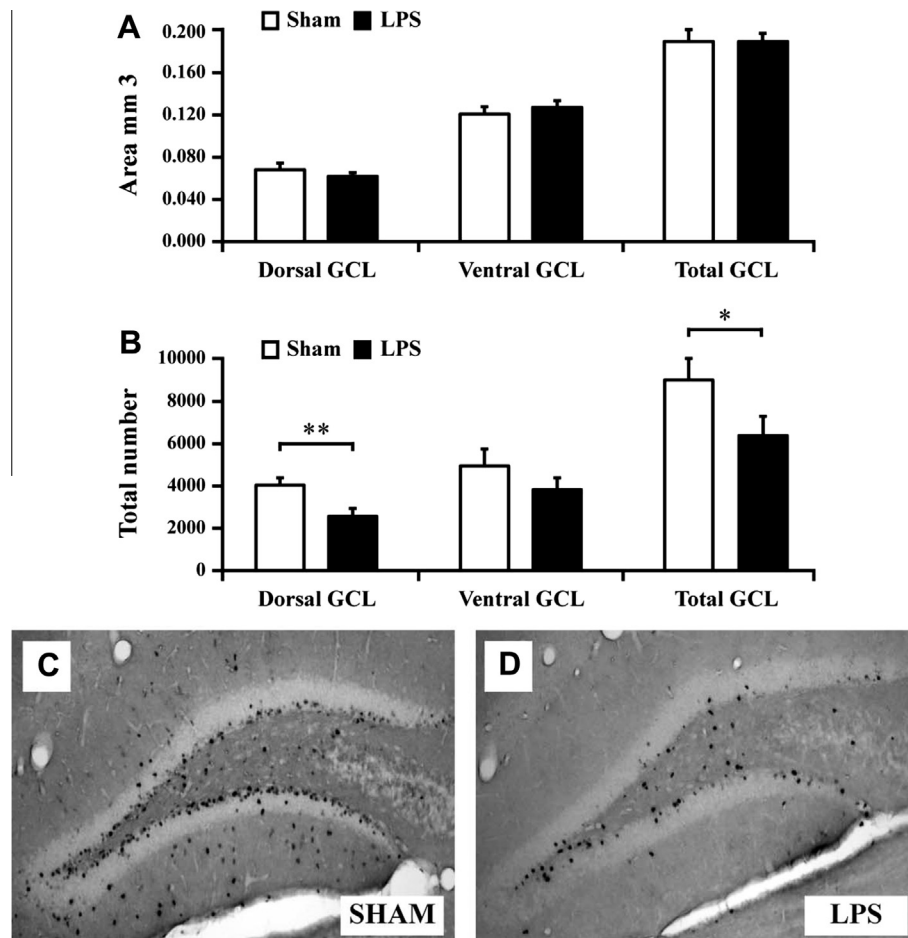 A
Sham LPS
Area mm 3
0.200
0.120
0.080
0.040
0.000
Dorsal GCL Ventral GCL Total GCL
B
Sham LPS
Total number
10000
8000
6000
4000
2000
0
** *
Dorsal GCL Ventral GCL Total GCL
C D
SHAM LPS